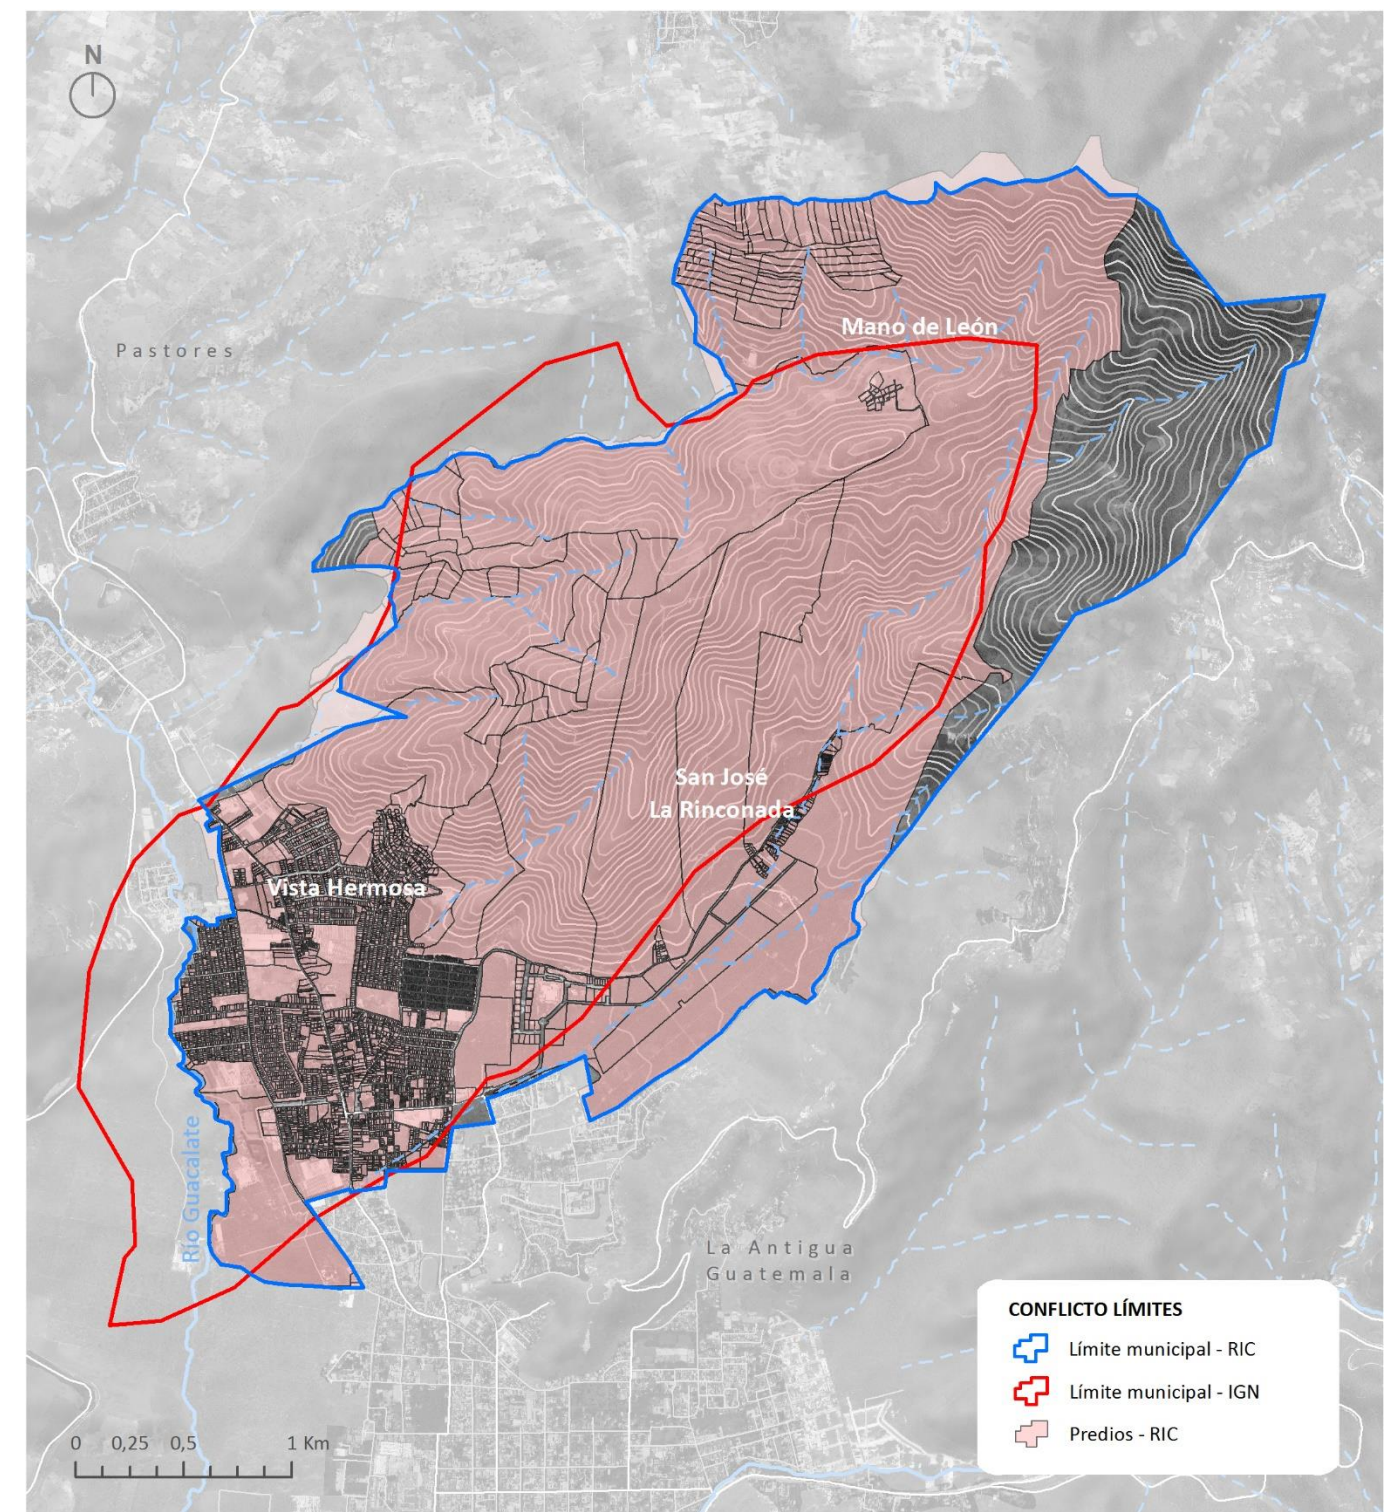 N
Mano de León
Pastores
San José
La Rinconada
Vista Hermosa
Río Guacalate
La Antigua
Guatemala
CONFLICTO LÍMITES
Límite municipal - RIC
Límite municipal - IGN
Predios - RIC
0 0,25 0,5 1 Km